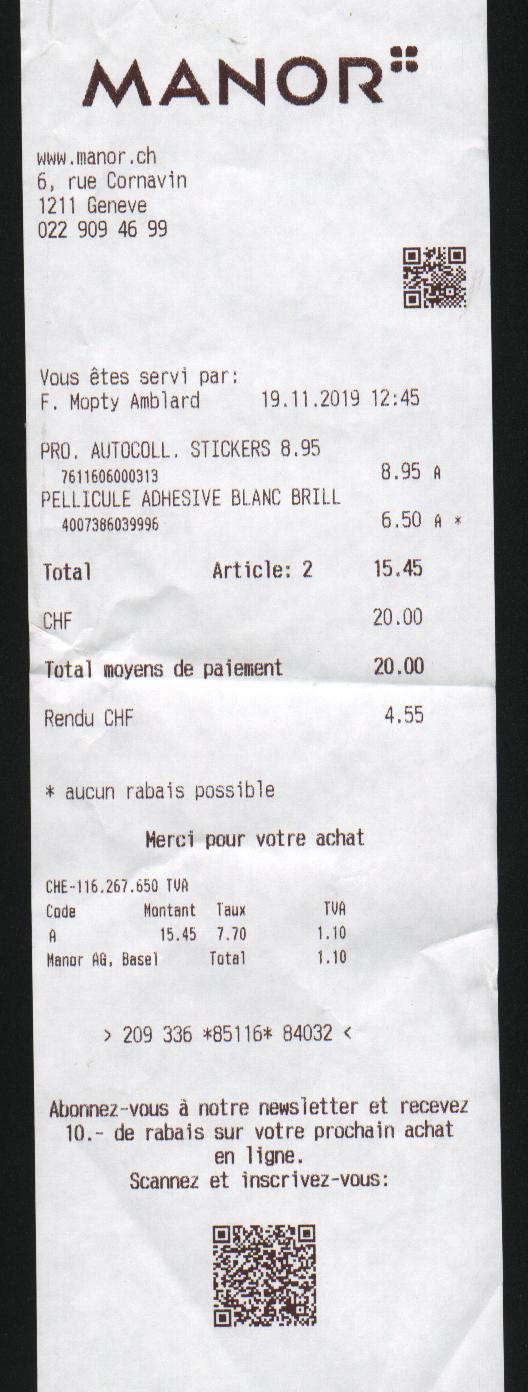 MANOR
www.manor.ch
6, rue Cornavin
1211 Geneve
022 909 46 99
Vous êtes servi par:
F. Mopty Amblard 19.11.2019 12:45
PRO. AUTOCOLL. STICKERS 8.95
7611606000313 8.95 A
PELLICULE ADHESIVE BLANC BRILL
4007386039996 6.50 A *
Total Article: 2 15.45
CHF 20.00
Total moyens de paiement 20.00
Rendu CHF 4.55
* aucun rabais possible
Merci pour votre achat
CHE-116.267.650 TVA
Code Montant Taux TVA
A 15.45 7.70 1.10
Manor AG, Basel Total 1.10
> 209 336 *85116* 84032 <
Abonnez-vous à notre newsletter et recevez
10.- de rabais sur votre prochain achat
en ligne.
Scannez et inscrivez-vous: